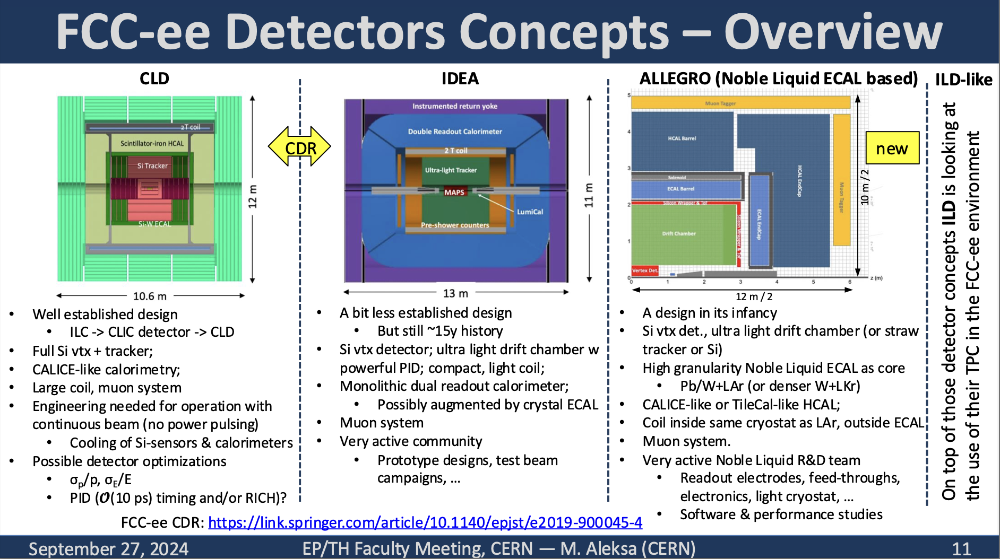 FCC-ee Detectors Concepts – Overview
CLD
2T coil
Scintillator-iron HCAL
Si Tracker
Si-W ECAL
12 m
10.6 m
• Well established design
• ILC -> CLIC detector -> CLD
• Full Si vtx + tracker;
• CALICE-like calorimetry;
• Large coil, muon system
• Engineering needed for operation with
continuous beam (no power pulsing)
• Cooling of Si-sensors & calorimeters
• Possible detector optimizations
• σp/p, σE/E
• PID (𝒪(10 ps) timing and/or RICH)?
CDR
IDEA
Instrumented return yoke
Double Readout Calorimeter
2 T coil
Ultra-light Tracker
MAPS
LumiCal
Pre-shower counters
11 m
13 m
• A bit less established design
• But still ~15y history
• Si vtx detector; ultra light drift chamber w
powerful PID; compact, light coil;
• Monolithic dual readout calorimeter;
• Possibly augmented by crystal ECAL
• Muon system
• Very active community
• Prototype designs, test beam
campaigns, ...
ALLEGRO (Noble Liquid ECAL based)
5
4
3
2
1
0
Muon Tagger
HCAL Barrel
Solenoid
ECAL Barrel
Silicon Wrapper & ToF
Drift Chamber
Silicon Wrapper & ToF
ECAL EndCap
HCAL EndCap
Muon Tagger
Vertex Det.
0 1 2 3 4 5 6 z (m)
new
10 m / 2
12 m / 2
• A design in its infancy
• Si vtx det., ultra light drift chamber (or straw
tracker or Si)
• High granularity Noble Liquid ECAL as core
• Pb/W+LAr (or denser W+LKr)
• CALICE-like or TileCal-like HCAL;
• Coil inside same cryostat as LAr, outside ECAL
• Muon system.
• Very active Noble Liquid R&D team
• Readout electrodes, feed-throughs,
electronics, light cryostat, ...
• Software & performance studies
ILD-like
On top of those detector concepts ILD is looking at
the use of their TPC in the FCC-ee environment
FCC-ee CDR: https://link.springer.com/article/10.1140/epjst/e2019-900045-4
September 27, 2024
EP/TH Faculty Meeting, CERN — M. Aleksa (CERN)
11